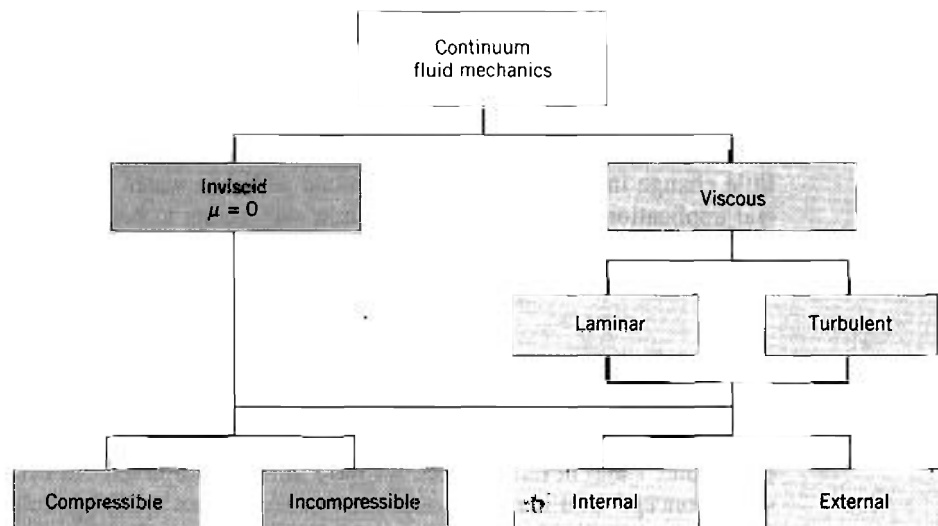 Continuum
fluid mechanics
Inviscid
μ = 0
Viscous
Laminar
Turbulent
Compressible
Incompressible
Internal
External